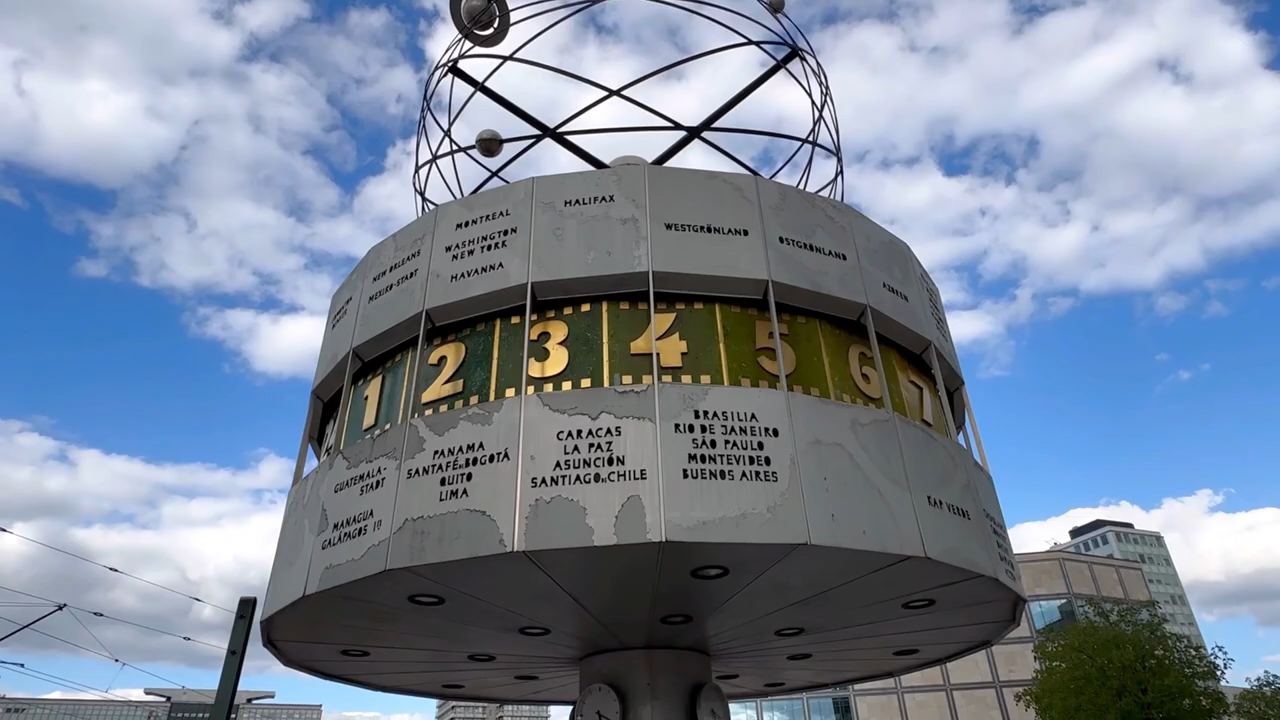 NEW ORLEANS
MEXIKO-STADT
MONTREAL
WASHINGTON
NEW YORK
HAVANNA
HALIFAX
WESTGRÖNLAND
OSTGRÖNLAND
AZOREN
1 2 3 4 5 6 7
GUATEMALA-
STADT
MANAGUA
GALÁPAGOS
PANAMA
SANTAFÉ DE BOGOTÁ
QUITO
LIMA
CARACAS
LA PAZ
ASUNCIÓN
SANTIAGO DE CHILE
BRASILIA
RIO DE JANEIRO
SÃO PAULO
MONTEVIDEO
BUENOS AIRES
KAP VERDE